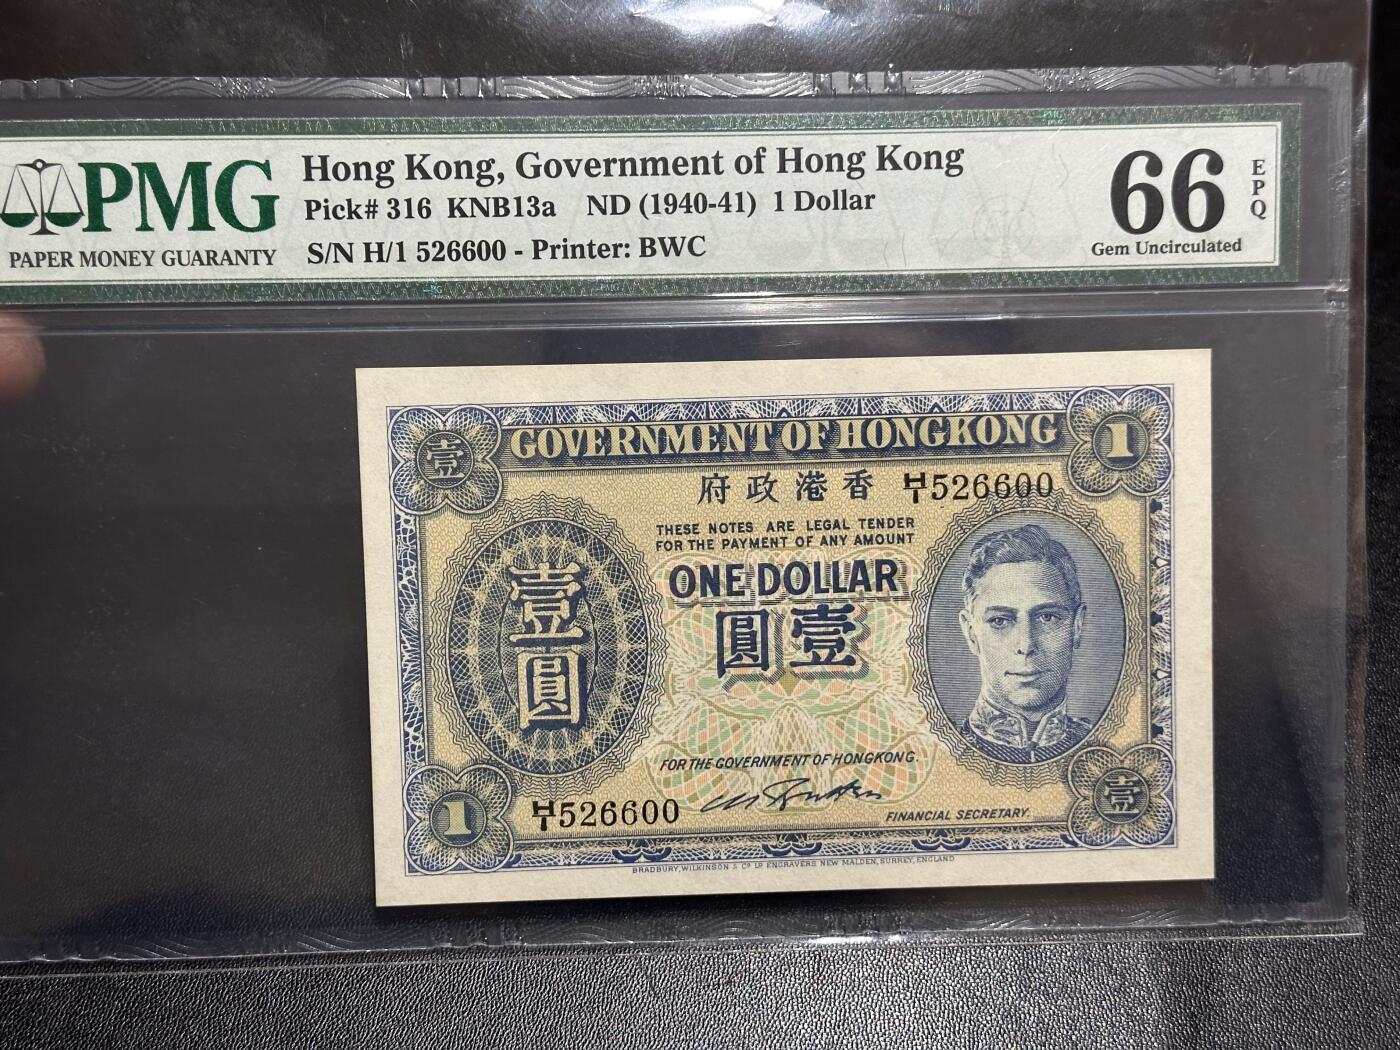 PMG
PAPER MONEY GUARANTY
Hong Kong, Government of Hong Kong
Pick# 316 KNB13a ND (1940-41) 1 Dollar
S/N H/1 526600 - Printer: BWC
66
EPQ
Gem Uncirculated
壹
GOVERNMENT OF HONGKONG
1
府政港香 H/1 526600
THESE NOTES ARE LEGAL TENDER
FOR THE PAYMENT OF ANY AMOUNT
ONE DOLLAR
圓壹
壹圓
FOR THE GOVERNMENT OF HONGKONG.
1
H/1 526600
FINANCIAL SECRETARY.
壹
BRADBURY, WILKINSON & Cº Lᴰ ENGRAVERS NEW MALDEN, SURREY, ENGLAND